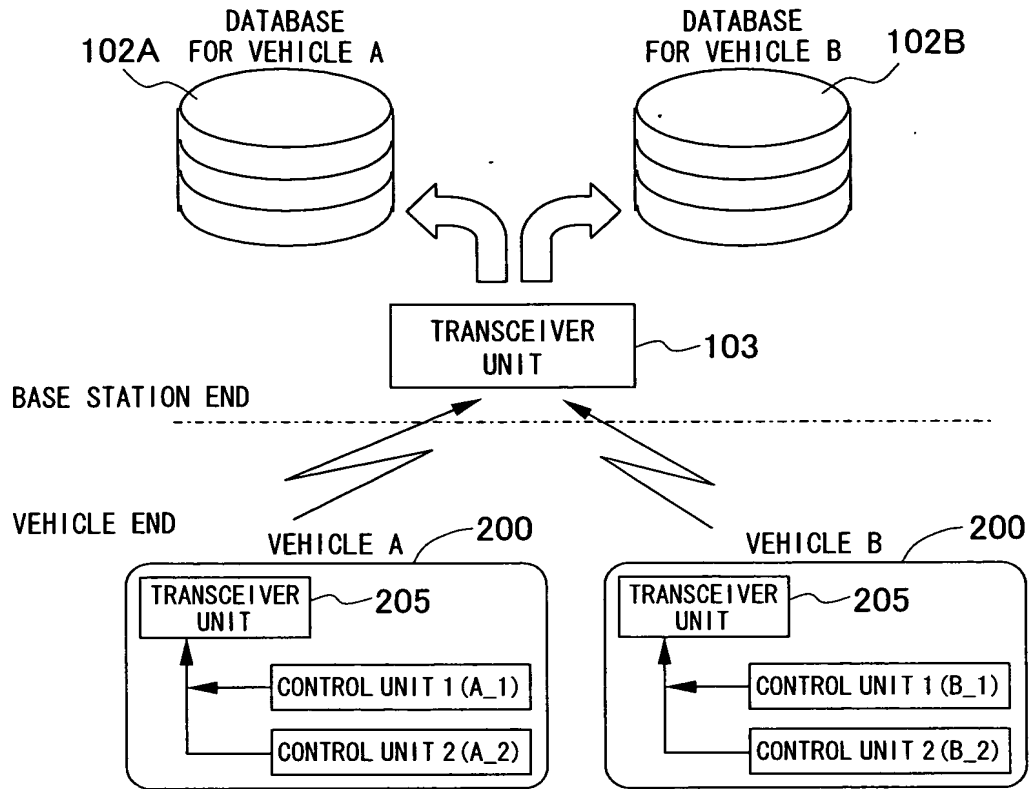 DATABASE
FOR VEHICLE A
102A
DATABASE
FOR VEHICLE B
102B
TRANSCEIVER
UNIT
103
BASE STATION END
VEHICLE END
VEHICLE A
200
TRANSCEIVER
UNIT
205
CONTROL UNIT 1(A_1)
CONTROL UNIT 2(A_2)
VEHICLE B
200
TRANSCEIVER
UNIT
205
CONTROL UNIT 1(B_1)
CONTROL UNIT 2(B_2)